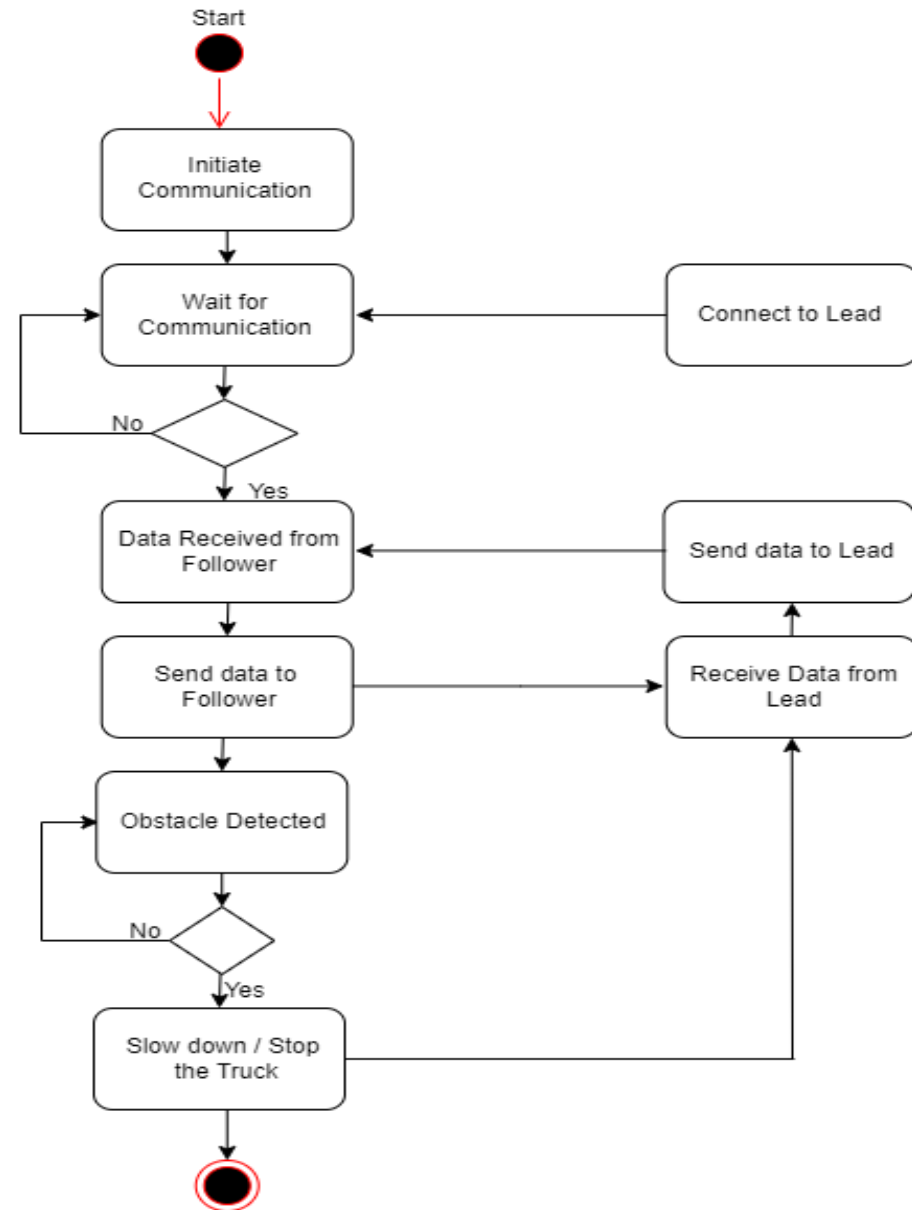 Start
Initiate
Communication
Wait for
Communication
Connect to Lead
No
Yes
Data Received from
Follower
Send data to Lead
Send data to
Follower
Receive Data from
Lead
Obstacle Detected
No
Yes
Slow down / Stop
the Truck